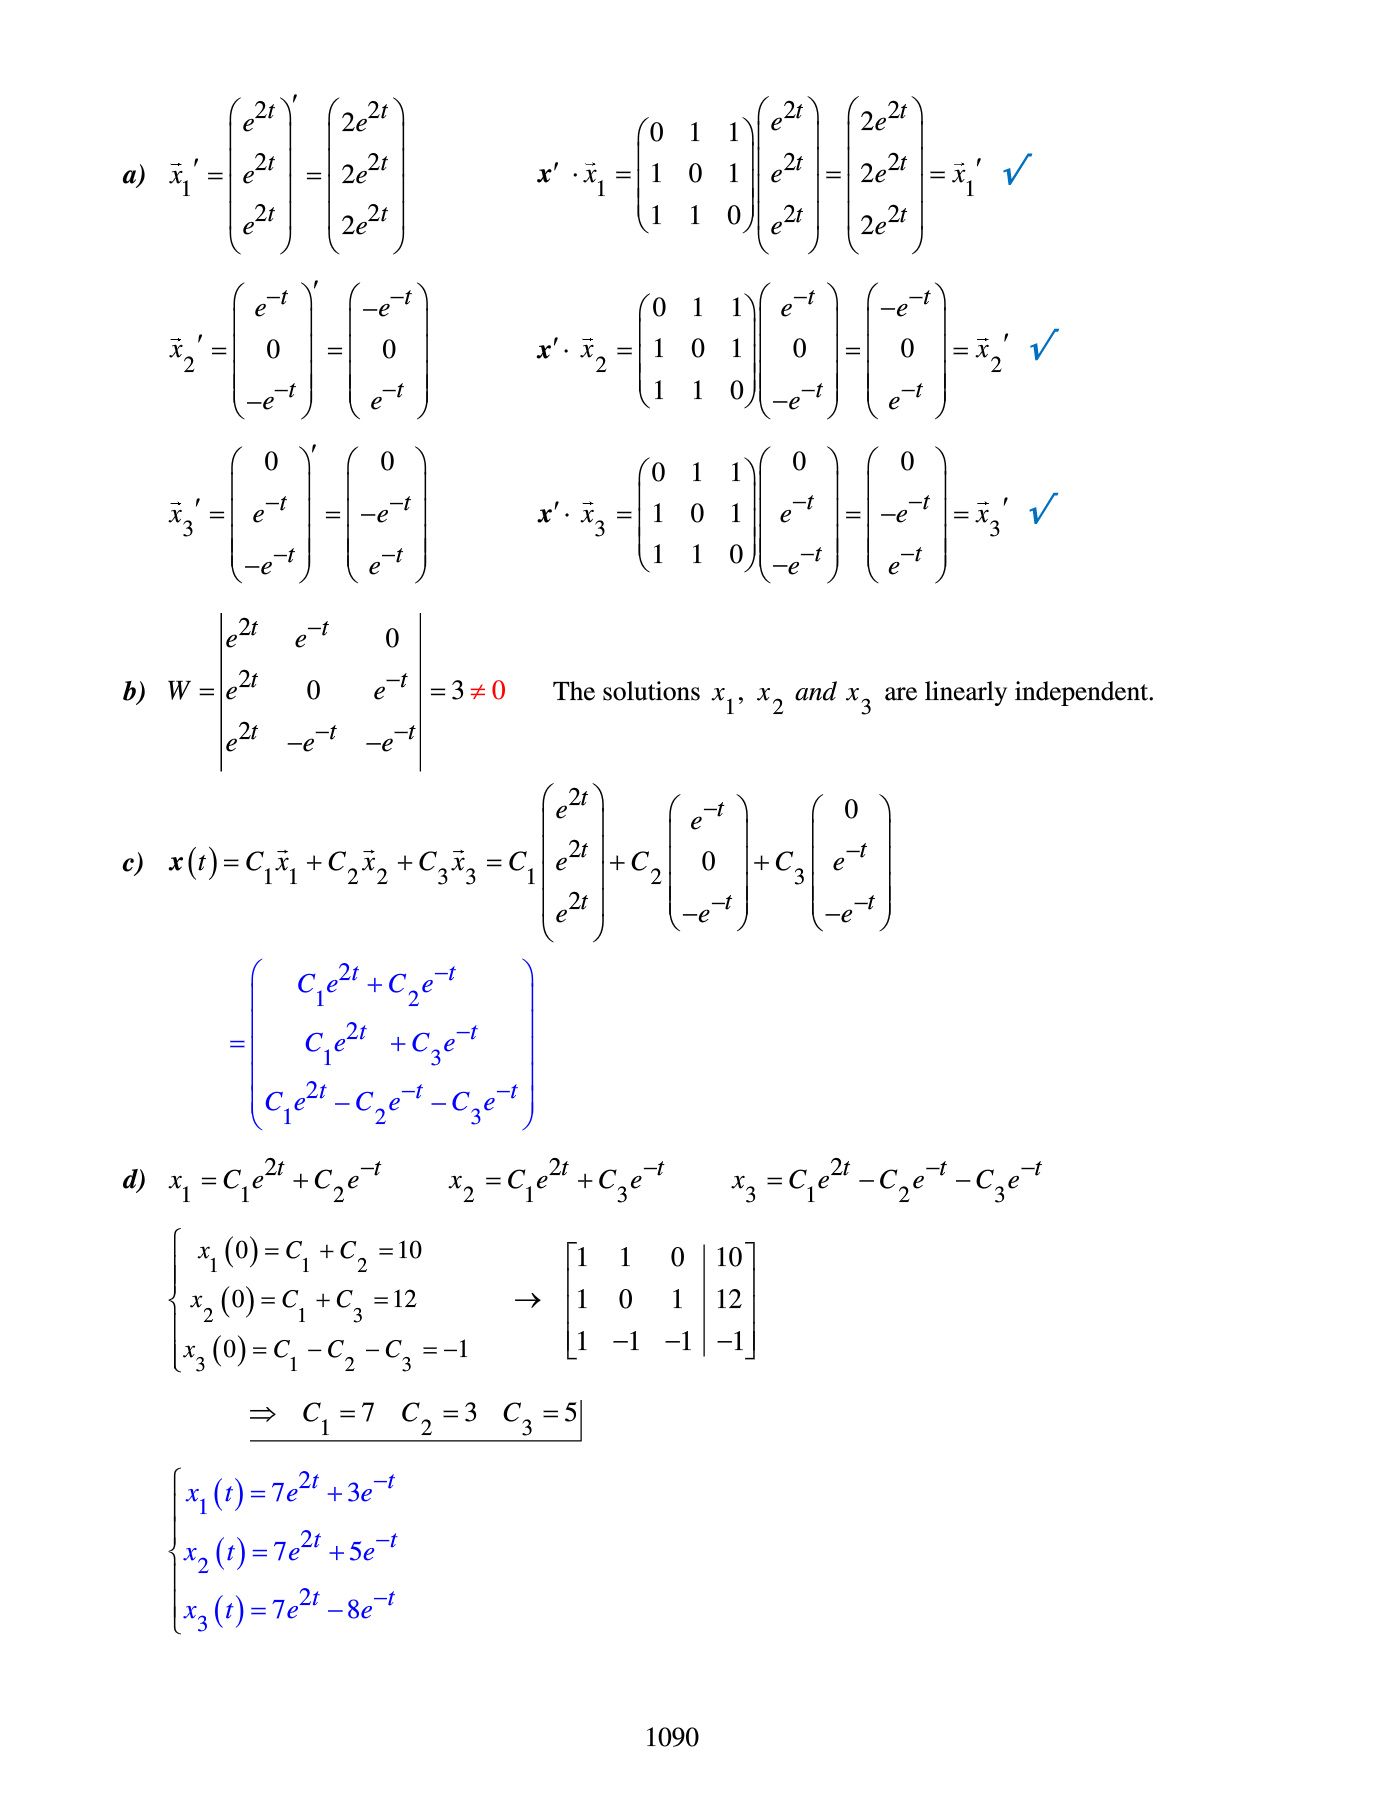 a) $\vec{x}_1' = \begin{pmatrix} e^{2t} \\ e^{2t} \\ e^{2t} \end{pmatrix}' = \begin{pmatrix} 2e^{2t} \\ 2e^{2t} \\ 2e^{2t} \end{pmatrix}$ $\boldsymbol{x}' \cdot \vec{x}_1 = \begin{pmatrix} 0 & 1 & 1 \\ 1 & 0 & 1 \\ 1 & 1 & 0 \end{pmatrix} \begin{pmatrix} e^{2t} \\ e^{2t} \\ e^{2t} \end{pmatrix} = \begin{pmatrix} 2e^{2t} \\ 2e^{2t} \\ 2e^{2t} \end{pmatrix} = \vec{x}_1'$ ✓
$\vec{x}_2' = \begin{pmatrix} e^{-t} \\ 0 \\ -e^{-t} \end{pmatrix}' = \begin{pmatrix} -e^{-t} \\ 0 \\ e^{-t} \end{pmatrix}$ $\boldsymbol{x}' \cdot \vec{x}_2 = \begin{pmatrix} 0 & 1 & 1 \\ 1 & 0 & 1 \\ 1 & 1 & 0 \end{pmatrix} \begin{pmatrix} e^{-t} \\ 0 \\ -e^{-t} \end{pmatrix} = \begin{pmatrix} -e^{-t} \\ 0 \\ e^{-t} \end{pmatrix} = \vec{x}_2'$ ✓
$\vec{x}_3' = \begin{pmatrix} 0 \\ e^{-t} \\ -e^{-t} \end{pmatrix}' = \begin{pmatrix} 0 \\ -e^{-t} \\ e^{-t} \end{pmatrix}$ $\boldsymbol{x}' \cdot \vec{x}_3 = \begin{pmatrix} 0 & 1 & 1 \\ 1 & 0 & 1 \\ 1 & 1 & 0 \end{pmatrix} \begin{pmatrix} 0 \\ e^{-t} \\ -e^{-t} \end{pmatrix} = \begin{pmatrix} 0 \\ -e^{-t} \\ e^{-t} \end{pmatrix} = \vec{x}_3'$ ✓
b) $W = \begin{vmatrix} e^{2t} & e^{-t} & 0 \\ e^{2t} & 0 & e^{-t} \\ e^{2t} & -e^{-t} & -e^{-t} \end{vmatrix} = 3 \neq 0$ The solutions $x_1$, $x_2$ and $x_3$ are linearly independent.
c) $\boldsymbol{x}(t) = C_1\vec{x}_1 + C_2\vec{x}_2 + C_3\vec{x}_3 = C_1 \begin{pmatrix} e^{2t} \\ e^{2t} \\ e^{2t} \end{pmatrix} + C_2 \begin{pmatrix} e^{-t} \\ 0 \\ -e^{-t} \end{pmatrix} + C_3 \begin{pmatrix} 0 \\ e^{-t} \\ -e^{-t} \end{pmatrix}$
$= \begin{pmatrix} C_1 e^{2t} + C_2 e^{-t} \\ C_1 e^{2t} + C_3 e^{-t} \\ C_1 e^{2t} - C_2 e^{-t} - C_3 e^{-t} \end{pmatrix}$
d) $x_1 = C_1 e^{2t} + C_2 e^{-t}$ $x_2 = C_1 e^{2t} + C_3 e^{-t}$ $x_3 = C_1 e^{2t} - C_2 e^{-t} - C_3 e^{-t}$
$\begin{cases} x_1(0) = C_1 + C_2 = 10 \\ x_2(0) = C_1 + C_3 = 12 \\ x_3(0) = C_1 - C_2 - C_3 = -1 \end{cases} \rightarrow \left[\begin{array}{ccc|c} 1 & 1 & 0 & 10 \\ 1 & 0 & 1 & 12 \\ 1 & -1 & -1 & -1 \end{array}\right]$
$\Rightarrow C_1 = 7 \quad C_2 = 3 \quad C_3 = 5$
$\begin{cases} x_1(t) = 7e^{2t} + 3e^{-t} \\ x_2(t) = 7e^{2t} + 5e^{-t} \\ x_3(t) = 7e^{2t} - 8e^{-t} \end{cases}$
1090